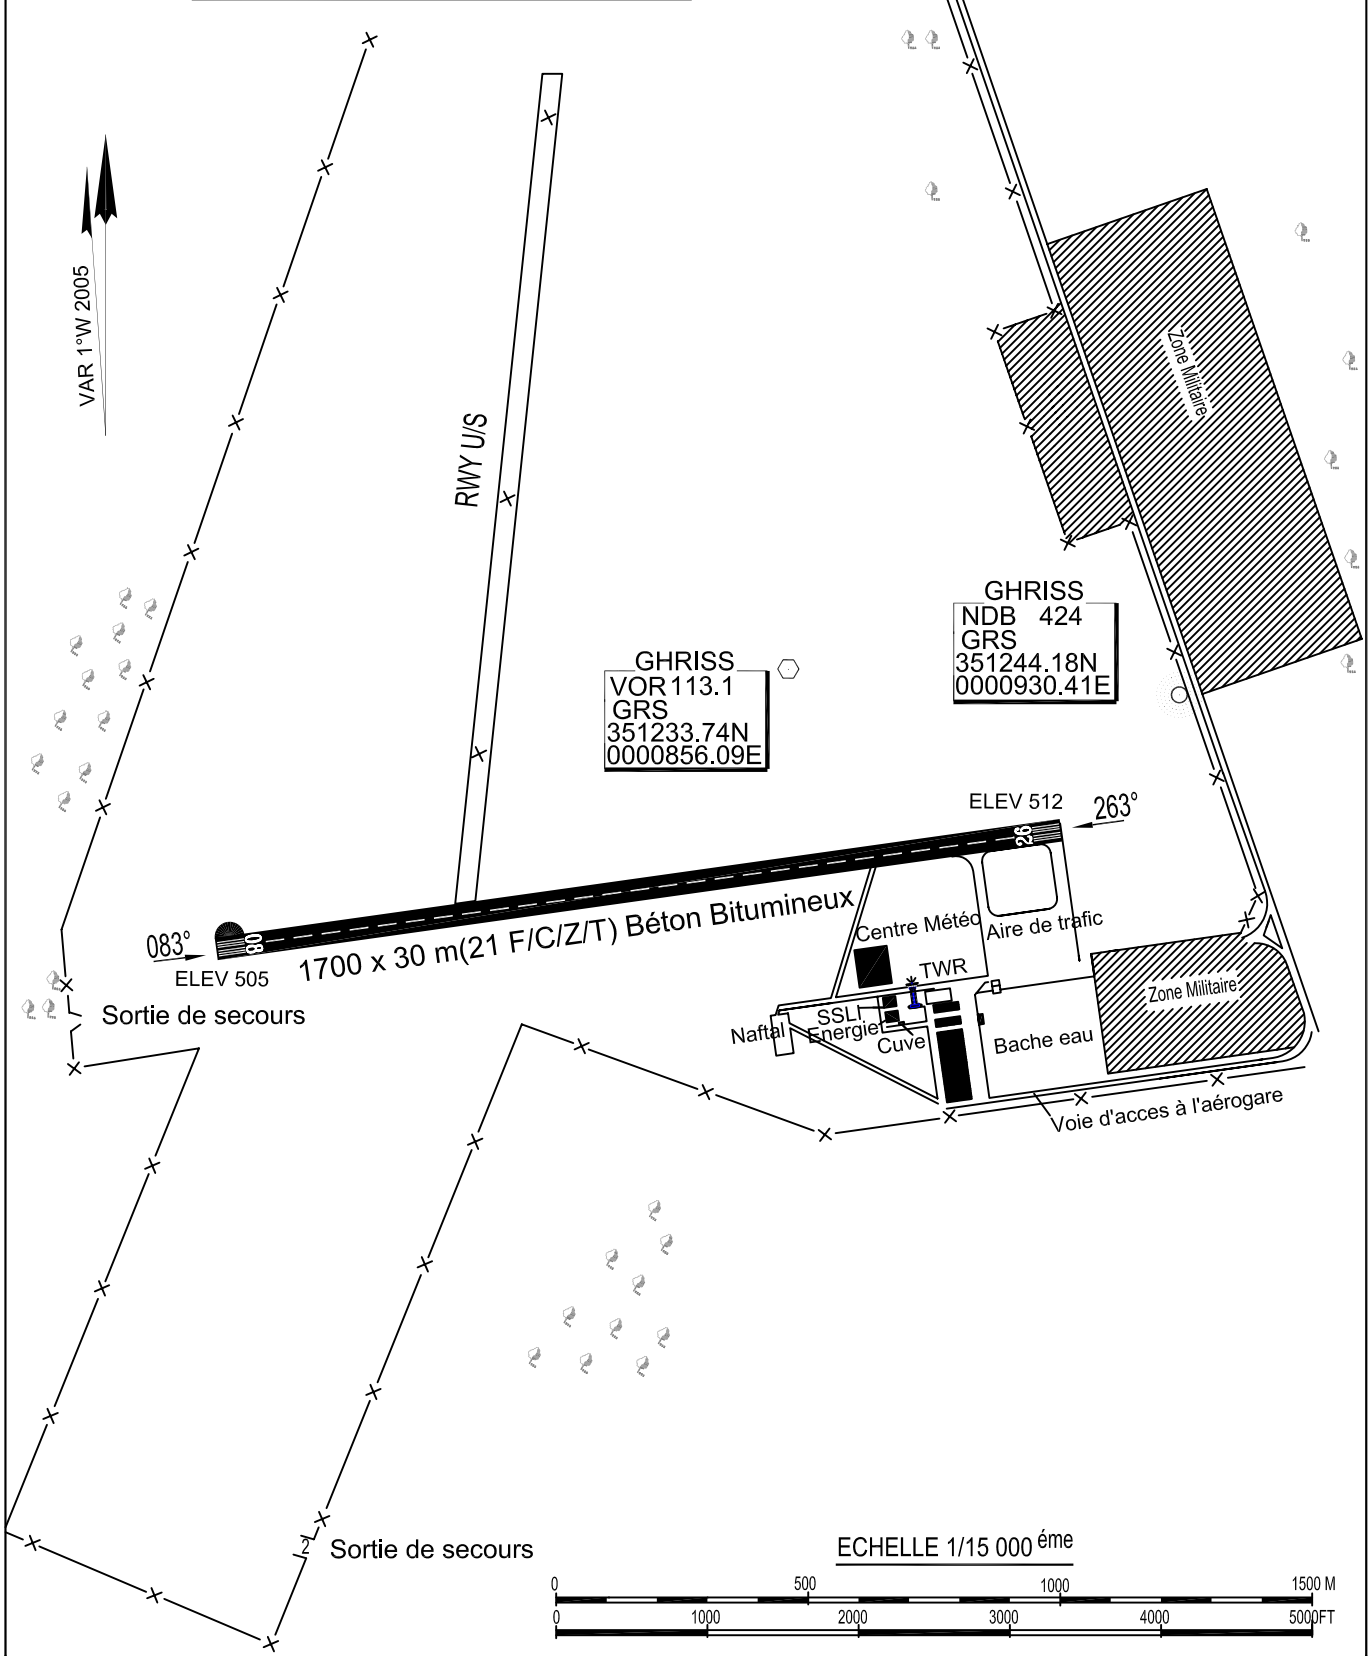 VAR 1°W 2005
RWY U/S
Zone Militaire
GHRISS
NDB 424
GRS
351244.18N
0000930.41E
GHRISS
VOR 113.1
GRS
351233.74N
0000856.09E
ELEV 512
263°
26
083°
08
ELEV 505
1700 x 30 m(21 F/C/Z/T) Béton Bitumineux
Centre Météo
Aire de trafic
TWR
Zone Militaire
Sortie de secours
SSLI
Naftal
Energie
Cuve
Bache eau
Voie d'acces à l'aérogare
2
Sortie de secours
ECHELLE 1/15 000 éme
0 500 1000 1500 M
0 1000 2000 3000 4000 5000FT